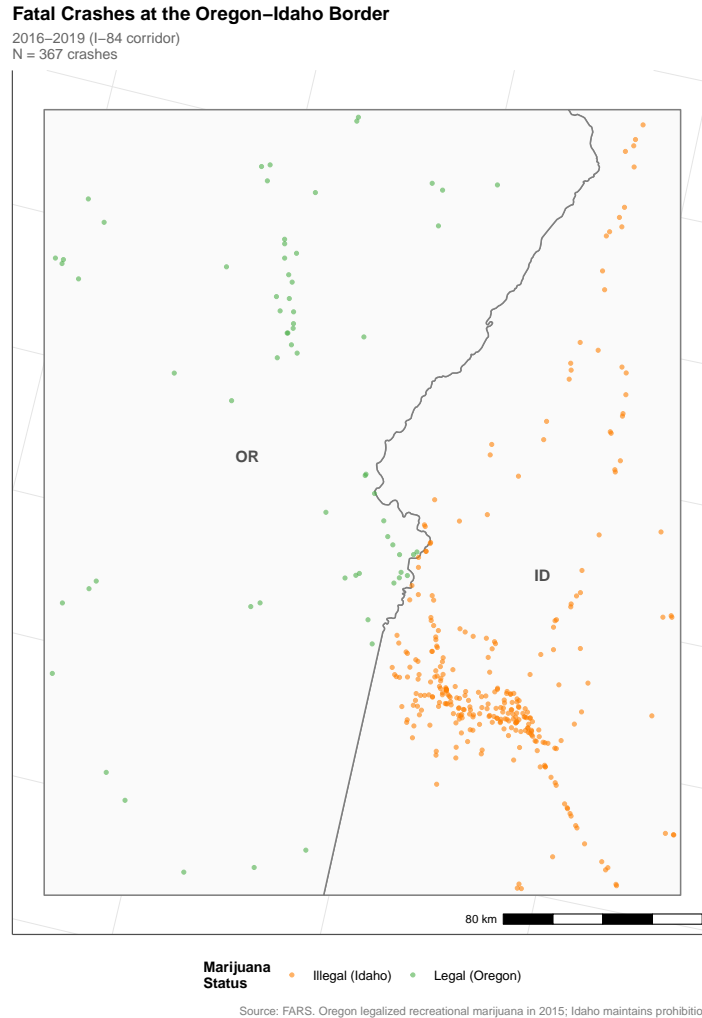 Fatal Crashes at the Oregon–Idaho Border
2016–2019 (I–84 corridor)
N = 367 crashes
OR
ID
80 km
Marijuana
Status
Illegal (Idaho)
Legal (Oregon)
Source: FARS. Oregon legalized recreational marijuana in 2015; Idaho maintains prohibitio